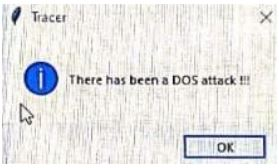 Tracer
There has been a DOS attack !!!
OK